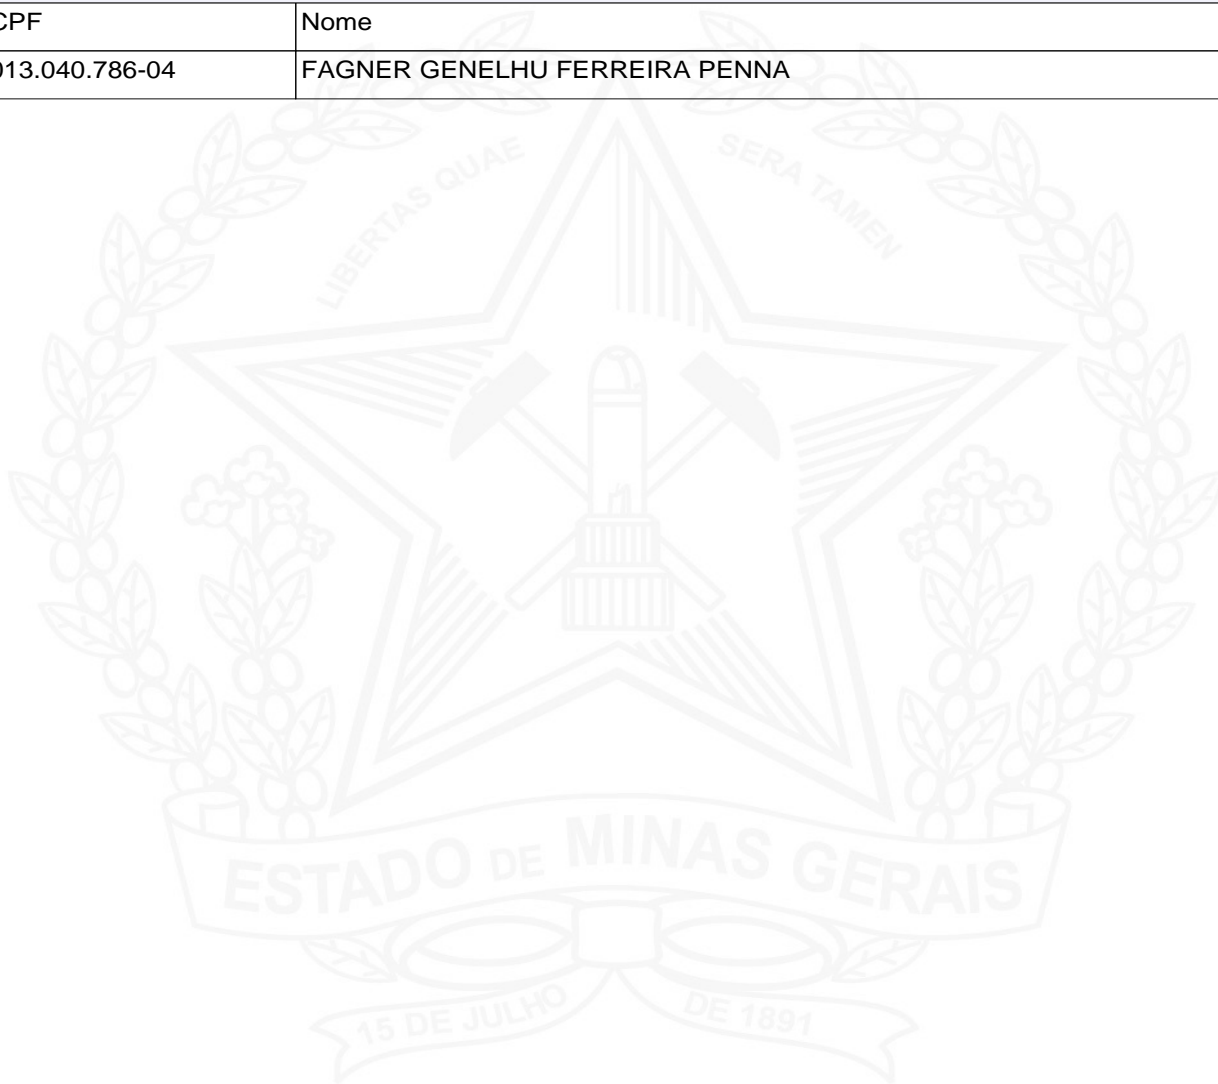 CPF Nome
013.040.786-04 FAGNER GENELHU FERREIRA PENNA
LIBERTAS QUAE SERA TAMEN
ESTADO DE MINAS GERAIS
15 DE JULHO DE 1891